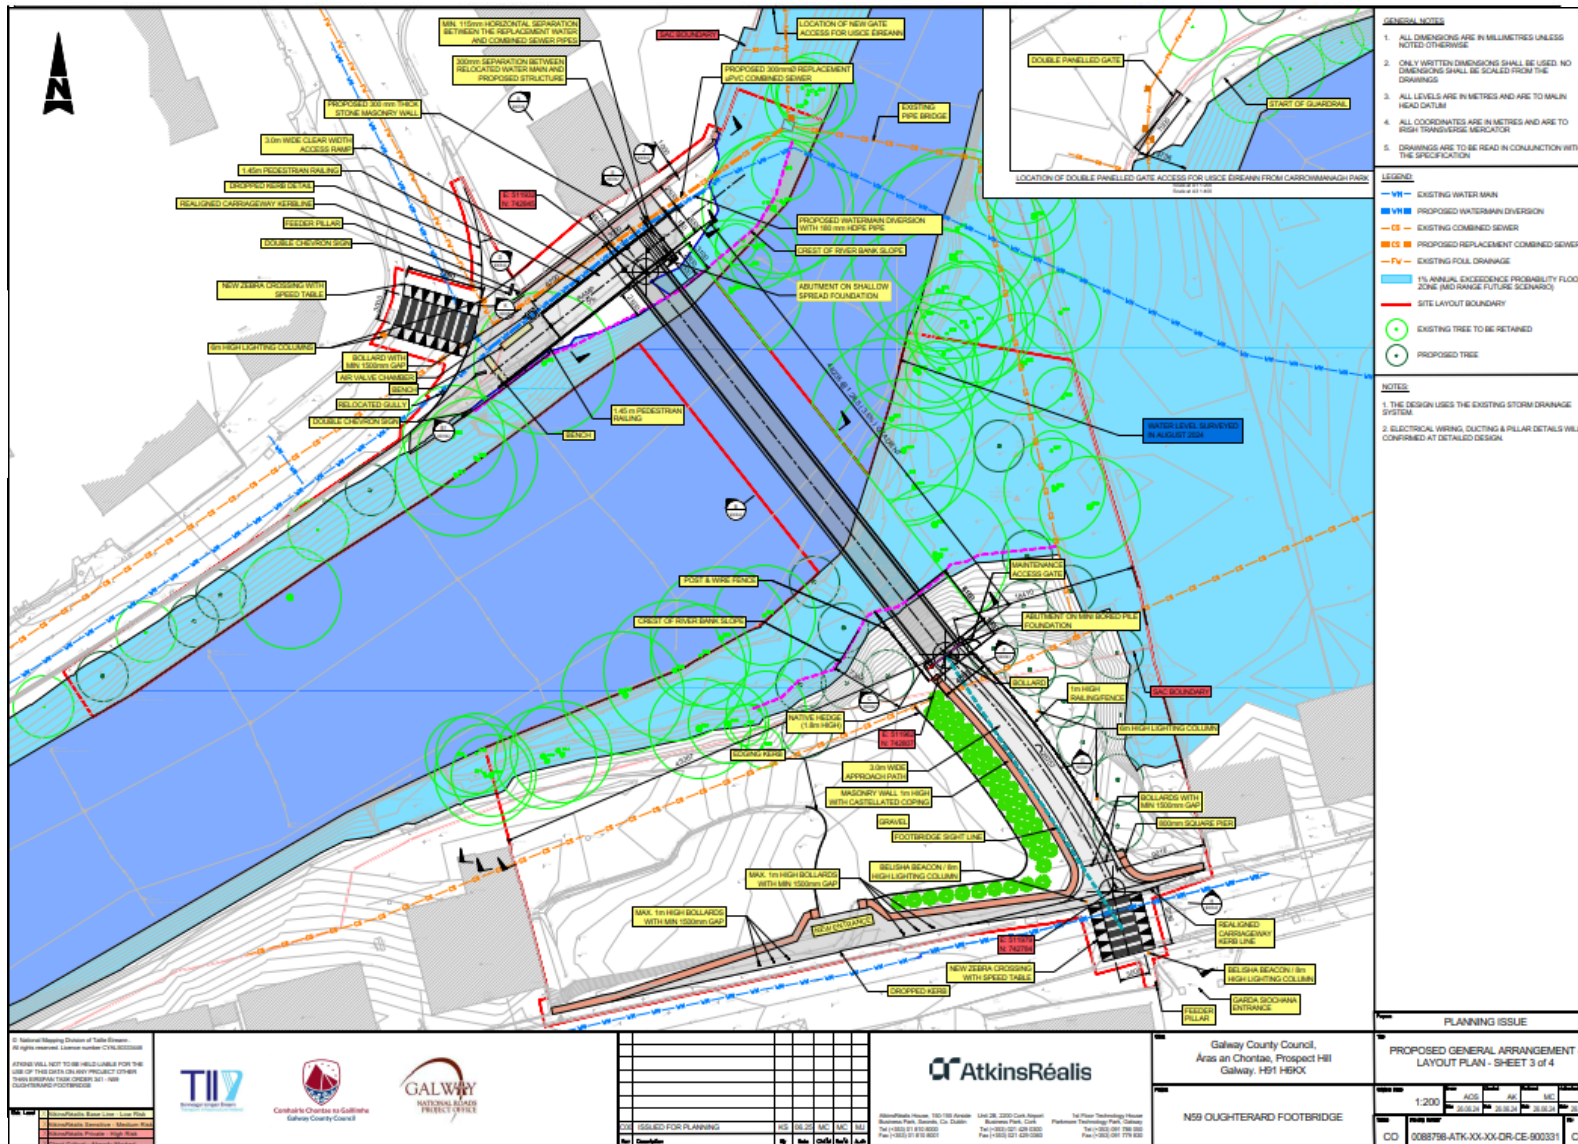 MIN. 115mm HORIZONTAL SEPARATION
BETWEEN THE REPLACEMENT WATER
AND COMBINED SEWER PIPES
300mm SEPARATION BETWEEN
RELOCATED WATER MAIN AND
PROPOSED STRUCTURE
PROPOSED 300 mm THICK
STONE MASONRY WALL
3.0m WIDE CLEAR WIDTH
ACCESS RAMP
1.45m PEDESTRIAN RAILING
DROPPED KERB DETAIL
REALIGNED CARRIAGEWAY KERBLINE
FEEDER PILLAR
DOUBLE CHEVRON SIGN
NEW ZEBRA CROSSING WITH
SPEED TABLE
6m HIGH LIGHTING COLUMNS
BOLLARD WITH
MIN 1500mm GAP
AIR VALVE CHAMBER
BENCH
RELOCATED GULLY
DOUBLE CHEVRON SIGN
SAC BOUNDARY
LOCATION OF NEW GATE
ACCESS FOR UISCE ÉIREANN
PROPOSED 300mmØ REPLACEMENT
uPVC COMBINED SEWER
EXISTING
PIPE BRIDGE
PROPOSED WATERMAIN DIVERSION
WITH 180 mm HDPE PIPE
CREST OF RIVER BANK SLOPE
ABUTMENT ON SHALLOW
SPREAD FOUNDATION
1.45 m PEDESTRIAN
RAILING
BENCH
WATER LEVEL SURVEYED
IN AUGUST 2024
DOUBLE PANELLED GATE
START OF GUARDRAIL
LOCATION OF DOUBLE PANELLED GATE ACCESS FOR UISCE ÉIREANN FROM CARROWMANAGH PARK
POST & WIRE FENCE
CREST OF RIVER BANK SLOPE
MAINTENANCE
ACCESS GATE
ABUTMENT ON MINI BORED PILE
FOUNDATION
BOLLARD
1m HIGH
RAILING/FENCE
SAC BOUNDARY
6m HIGH LIGHTING COLUMN
NATIVE HEDGE
(1.8m HIGH)
EDGING KERB
3.0m WIDE
APPROACH PATH
MASONRY WALL 1m HIGH
WITH CASTELLATED COPING
GRAVEL
FOOTBRIDGE SIGHT LINE
BOLLARDS WITH
MIN 1500mm GAP
800mm SQUARE PIER
BELISHA BEACON / 8m
HIGH LIGHTING COLUMN
MAX. 1m HIGH BOLLARDS
WITH MIN 1500mm GAP
MAX. 1m HIGH BOLLARDS
WITH MIN 1500mm GAP
NEW ENTRANCE
NEW ZEBRA CROSSING
WITH SPEED TABLE
DROPPED KERB
REALIGNED
CARRIAGEWAY
KERB LINE
BELISHA BEACON / 8m
HIGH LIGHTING COLUMN
GARDA SIOCHANA
ENTRANCE
FEEDER
PILLAR
GENERAL NOTES
1. ALL DIMENSIONS ARE IN MILLIMETRES UNLESS
NOTED OTHERWISE
2. ONLY WRITTEN DIMENSIONS SHALL BE USED. NO
DIMENSIONS SHALL BE SCALED FROM THE
DRAWINGS
3. ALL LEVELS ARE IN METRES AND ARE TO MALIN
HEAD DATUM
4. ALL COORDINATES ARE IN METRES AND ARE TO
IRISH TRANSVERSE MERCATOR
5. DRAWINGS ARE TO BE READ IN CONJUNCTION WITH
THE SPECIFICATION
LEGEND:
EXISTING WATER MAIN
PROPOSED WATERMAIN DIVERSION
EXISTING COMBINED SEWER
PROPOSED REPLACEMENT COMBINED SEWER
EXISTING FOUL DRAINAGE
1% ANNUAL EXCEEDENCE PROBABILITY FLOO
ZONE (MID RANGE FUTURE SCENARIO)
SITE LAYOUT BOUNDARY
EXISTING TREE TO BE RETAINED
PROPOSED TREE
NOTES:
1. THE DESIGN USES THE EXISTING STORM DRAINAGE
SYSTEM.
2. ELECTRICAL WIRING, DUCTING & PILLAR DETAILS WILL
CONFIRMED AT DETAILED DESIGN.
PLANNING ISSUE
PROPOSED GENERAL ARRANGEMENT
LAYOUT PLAN - SHEET 3 of 4
1:200
Galway County Council,
Áras an Chontae, Prospect Hill
Galway. H91 H6KX
N59 OUGHTERARD FOOTBRIDGE
CO 0088798-ATK-XX-XX-DR-CE-900331
AtkinsRéalis
ISSUED FOR PLANNING
TII
Comhairle Chontae na Gaillimhe
Galway County Council
GALWAY
NATIONAL ROADS
PROJECT OFFICE